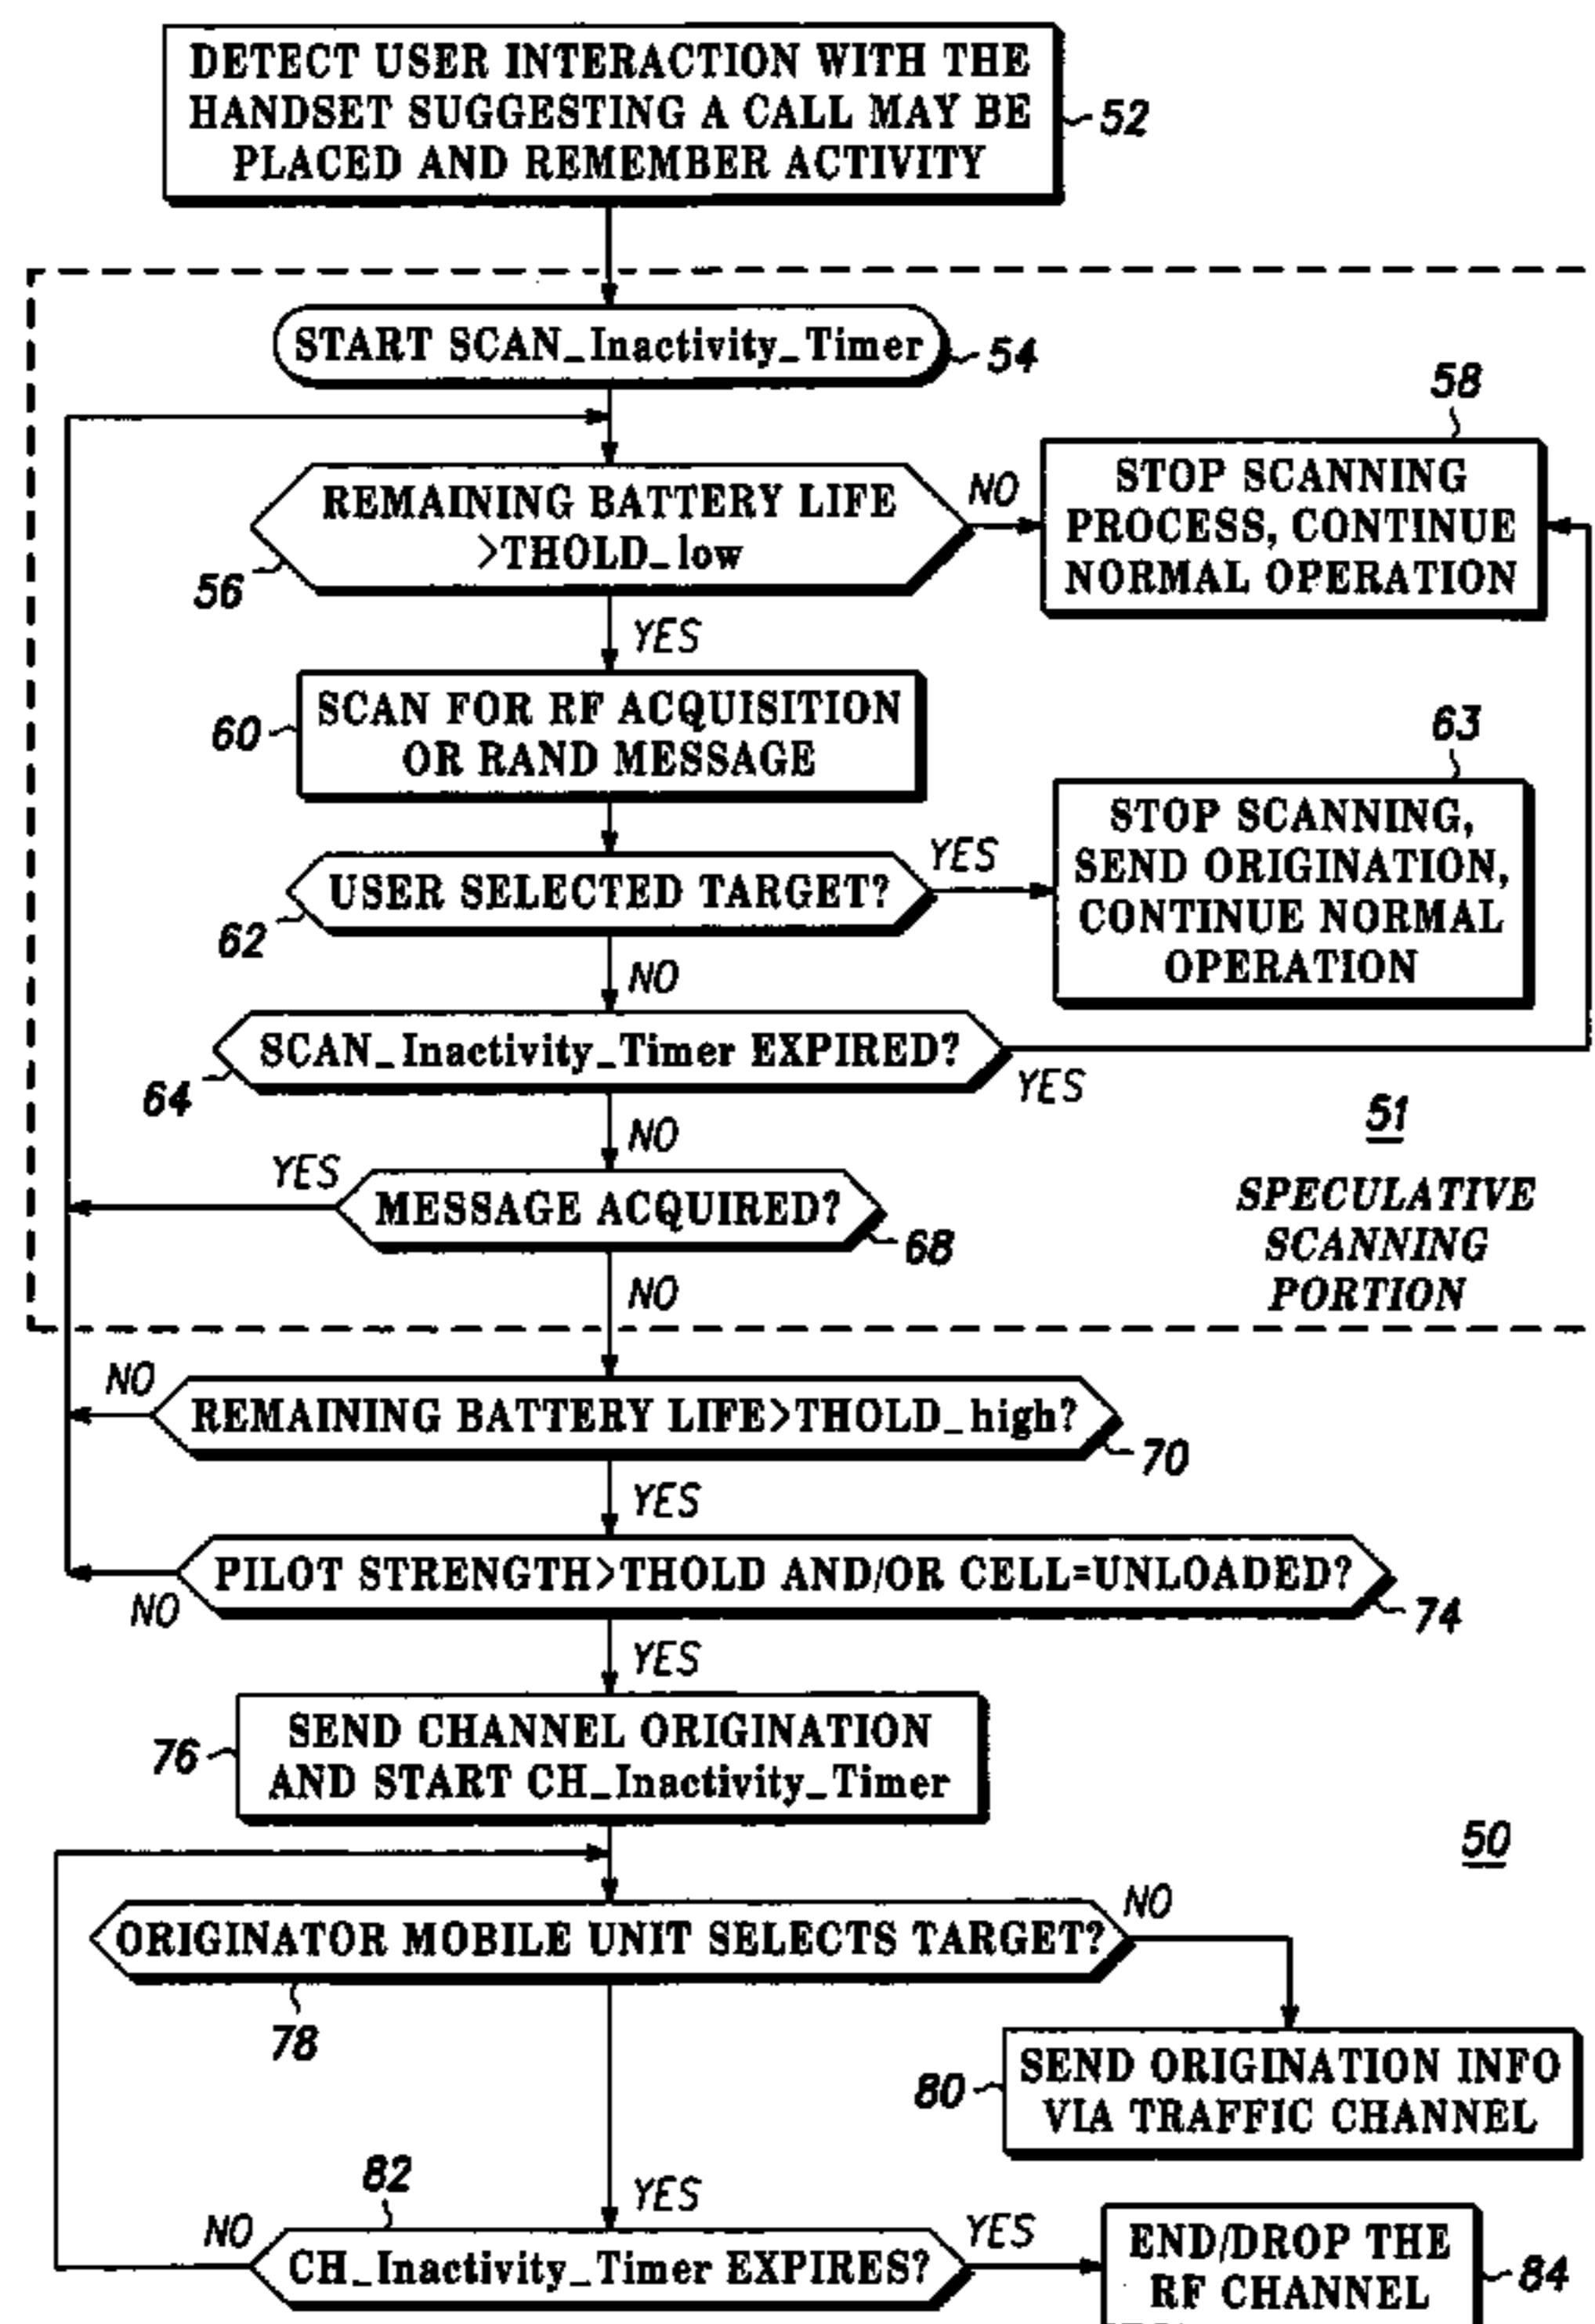 DETECT USER INTERACTION WITH THE
HANDSET SUGGESTING A CALL MAY BE
PLACED AND REMEMBER ACTIVITY
52
START SCAN_Inactivity_Timer
54
58
REMAINING BATTERY LIFE
>THOLD_low
56
NO
STOP SCANNING
PROCESS, CONTINUE
NORMAL OPERATION
YES
60
SCAN FOR RF ACQUISITION
OR RAND MESSAGE
63
USER SELECTED TARGET?
62
YES
STOP SCANNING,
SEND ORIGINATION,
CONTINUE NORMAL
OPERATION
NO
SCAN_Inactivity_Timer EXPIRED?
64
YES
NO
51
SPECULATIVE
SCANNING
PORTION
YES
MESSAGE ACQUIRED?
68
NO
NO
REMAINING BATTERY LIFE>THOLD_high?
70
YES
PILOT STRENGTH>THOLD AND/OR CELL=UNLOADED?
NO
74
YES
76
SEND CHANNEL ORIGINATION
AND START CH_Inactivity_Timer
50
ORIGINATOR MOBILE UNIT SELECTS TARGET?
NO
78
80
SEND ORIGINATION INFO
VIA TRAFFIC CHANNEL
82
YES
NO
CH_Inactivity_Timer EXPIRES?
YES
END/DROP THE
RF CHANNEL
84